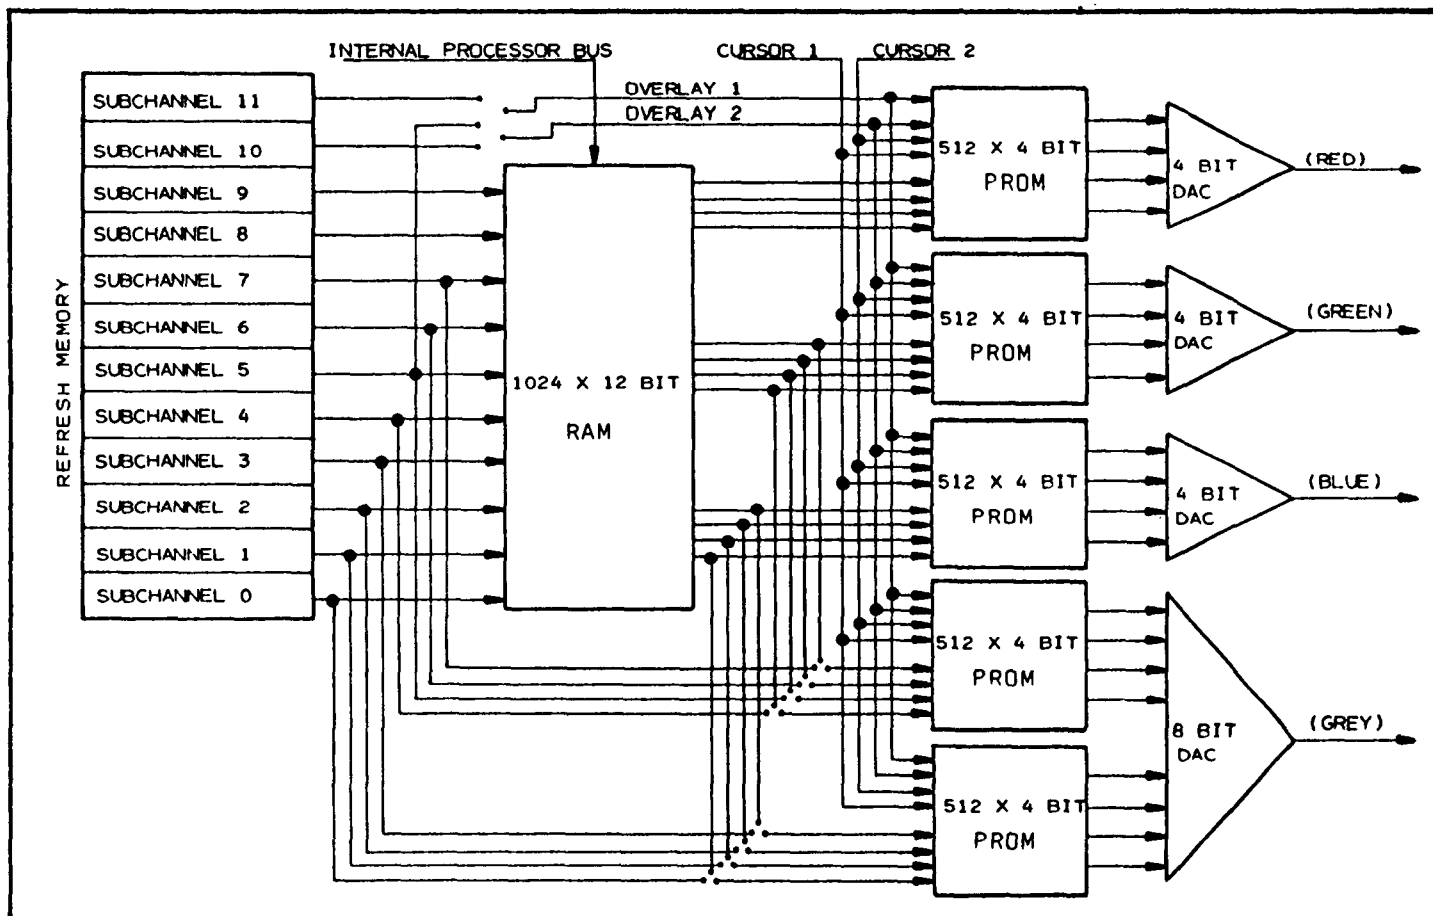 INTERNAL PROCESSOR BUS
CURSOR 1
CURSOR 2
OVERLAY 1
OVERLAY 2
REFRESH MEMORY
SUBCHANNEL 11
SUBCHANNEL 10
SUBCHANNEL 9
SUBCHANNEL 8
SUBCHANNEL 7
SUBCHANNEL 6
SUBCHANNEL 5
SUBCHANNEL 4
SUBCHANNEL 3
SUBCHANNEL 2
SUBCHANNEL 1
SUBCHANNEL 0
1024 X 12 BIT
RAM
512 X 4 BIT
PROM
4 BIT
DAC
(RED)
512 X 4 BIT
PROM
4 BIT
DAC
(GREEN)
512 X 4 BIT
PROM
4 BIT
DAC
(BLUE)
512 X 4 BIT
PROM
512 X 4 BIT
PROM
8 BIT
DAC
(GREY)